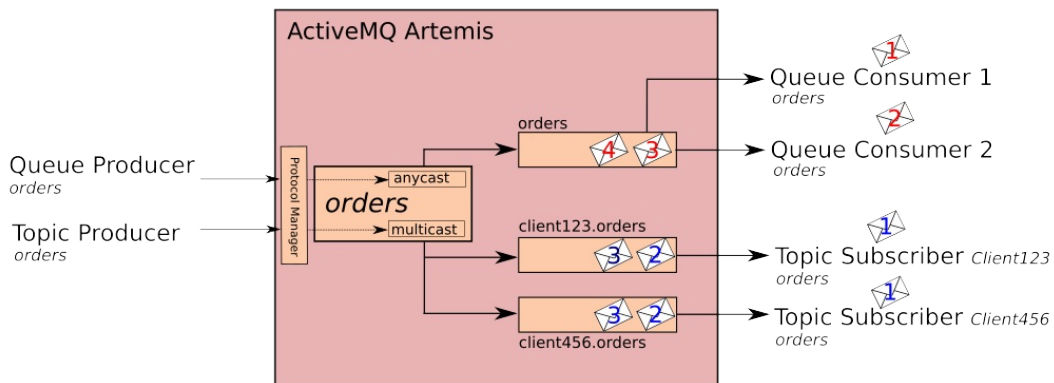 ActiveMQ Artemis
1
Queue Consumer 1
orders
2
Queue Consumer 2
orders
orders
4 3
Queue Producer
orders
Topic Producer
orders
Protocol Manager
orders
anycast
multicast
client123.orders
3 2
1
Topic Subscriber Client123
orders
3 2
client456.orders
1
Topic Subscriber Client456
orders